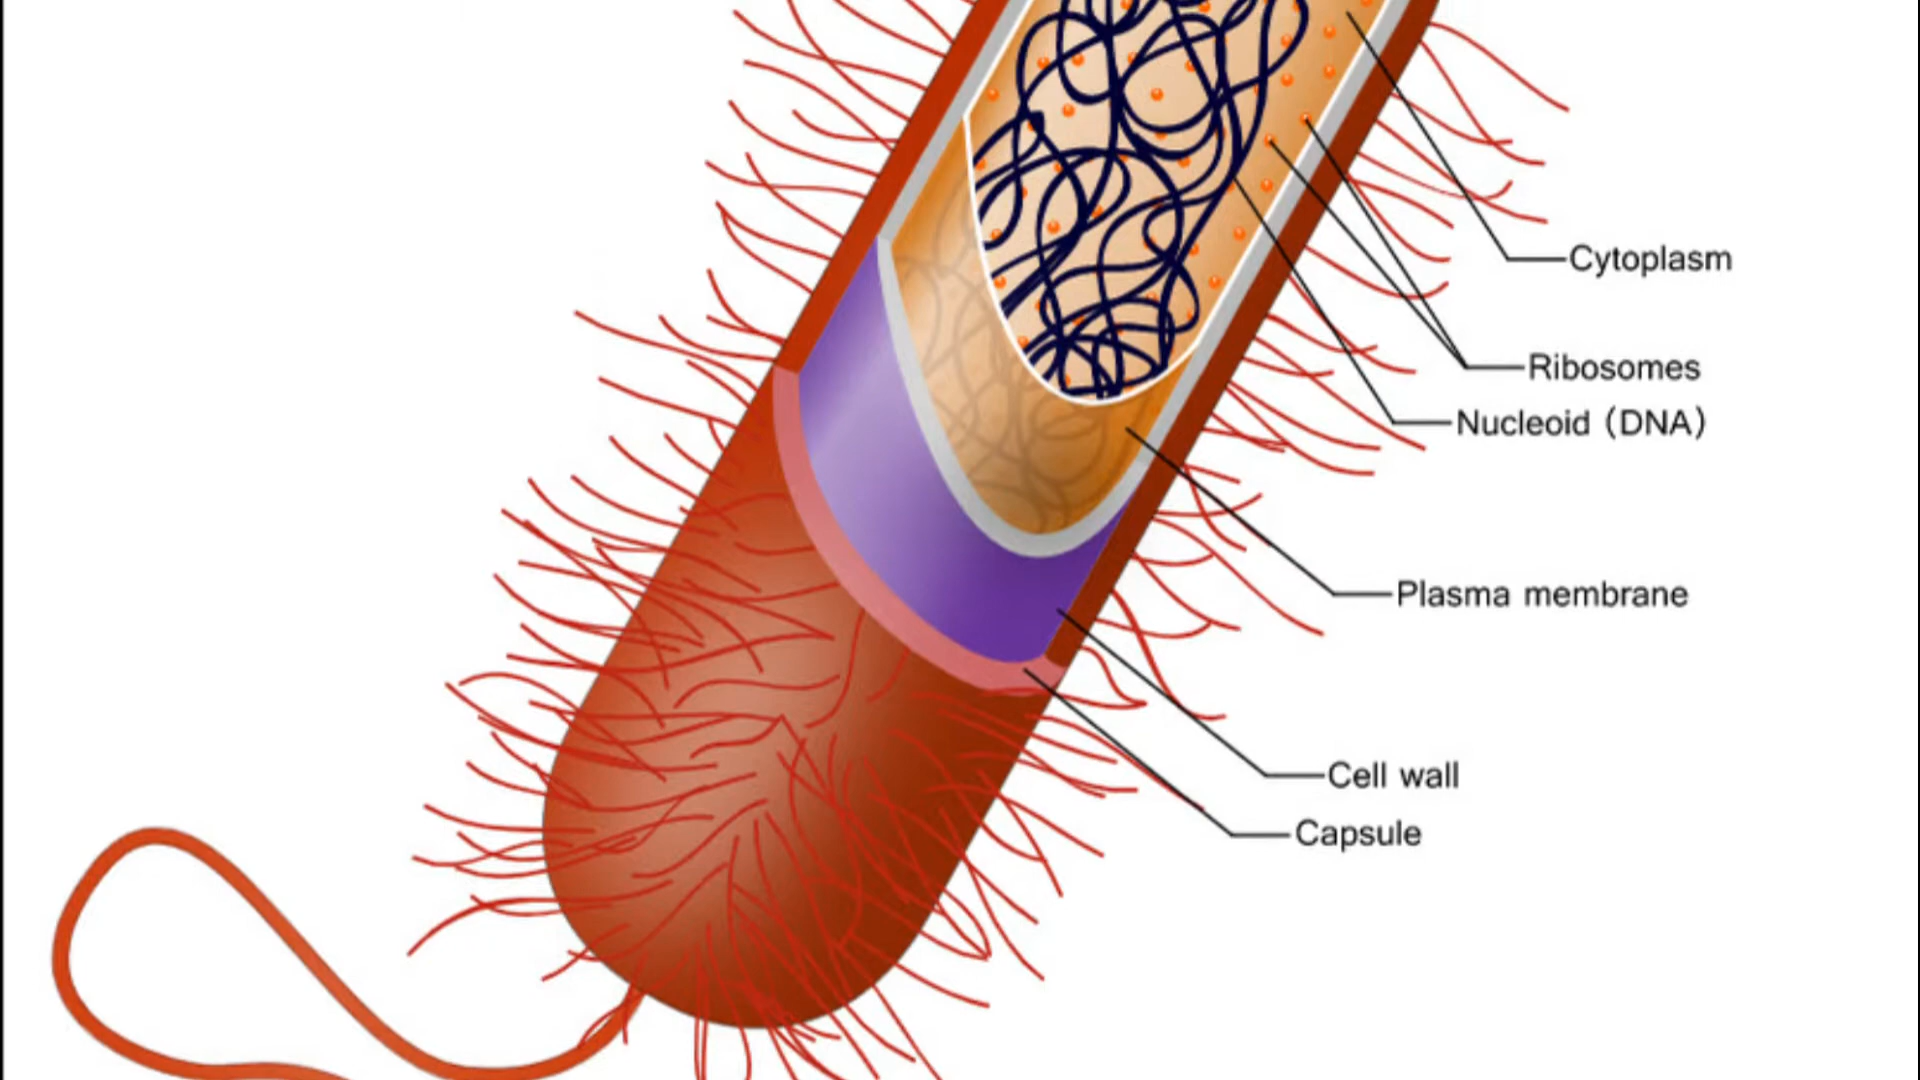 Cytoplasm
Ribosomes
Nucleoid (DNA)
Plasma membrane
Cell wall
Capsule